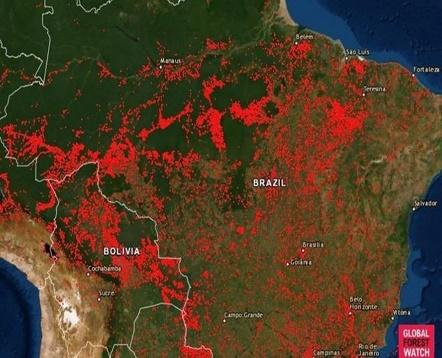 Belém
Manaus
São Luís
Fortaleza
Teresina
BRAZIL
Salvador
Brasília
BOLIVIA
Goiânia
Cochabamba
Sucre
Belo
Horizonte
Vitória
Campo Grande
GLOBAL
FOREST
WATCH
Rio de
Janeiro
Campinas